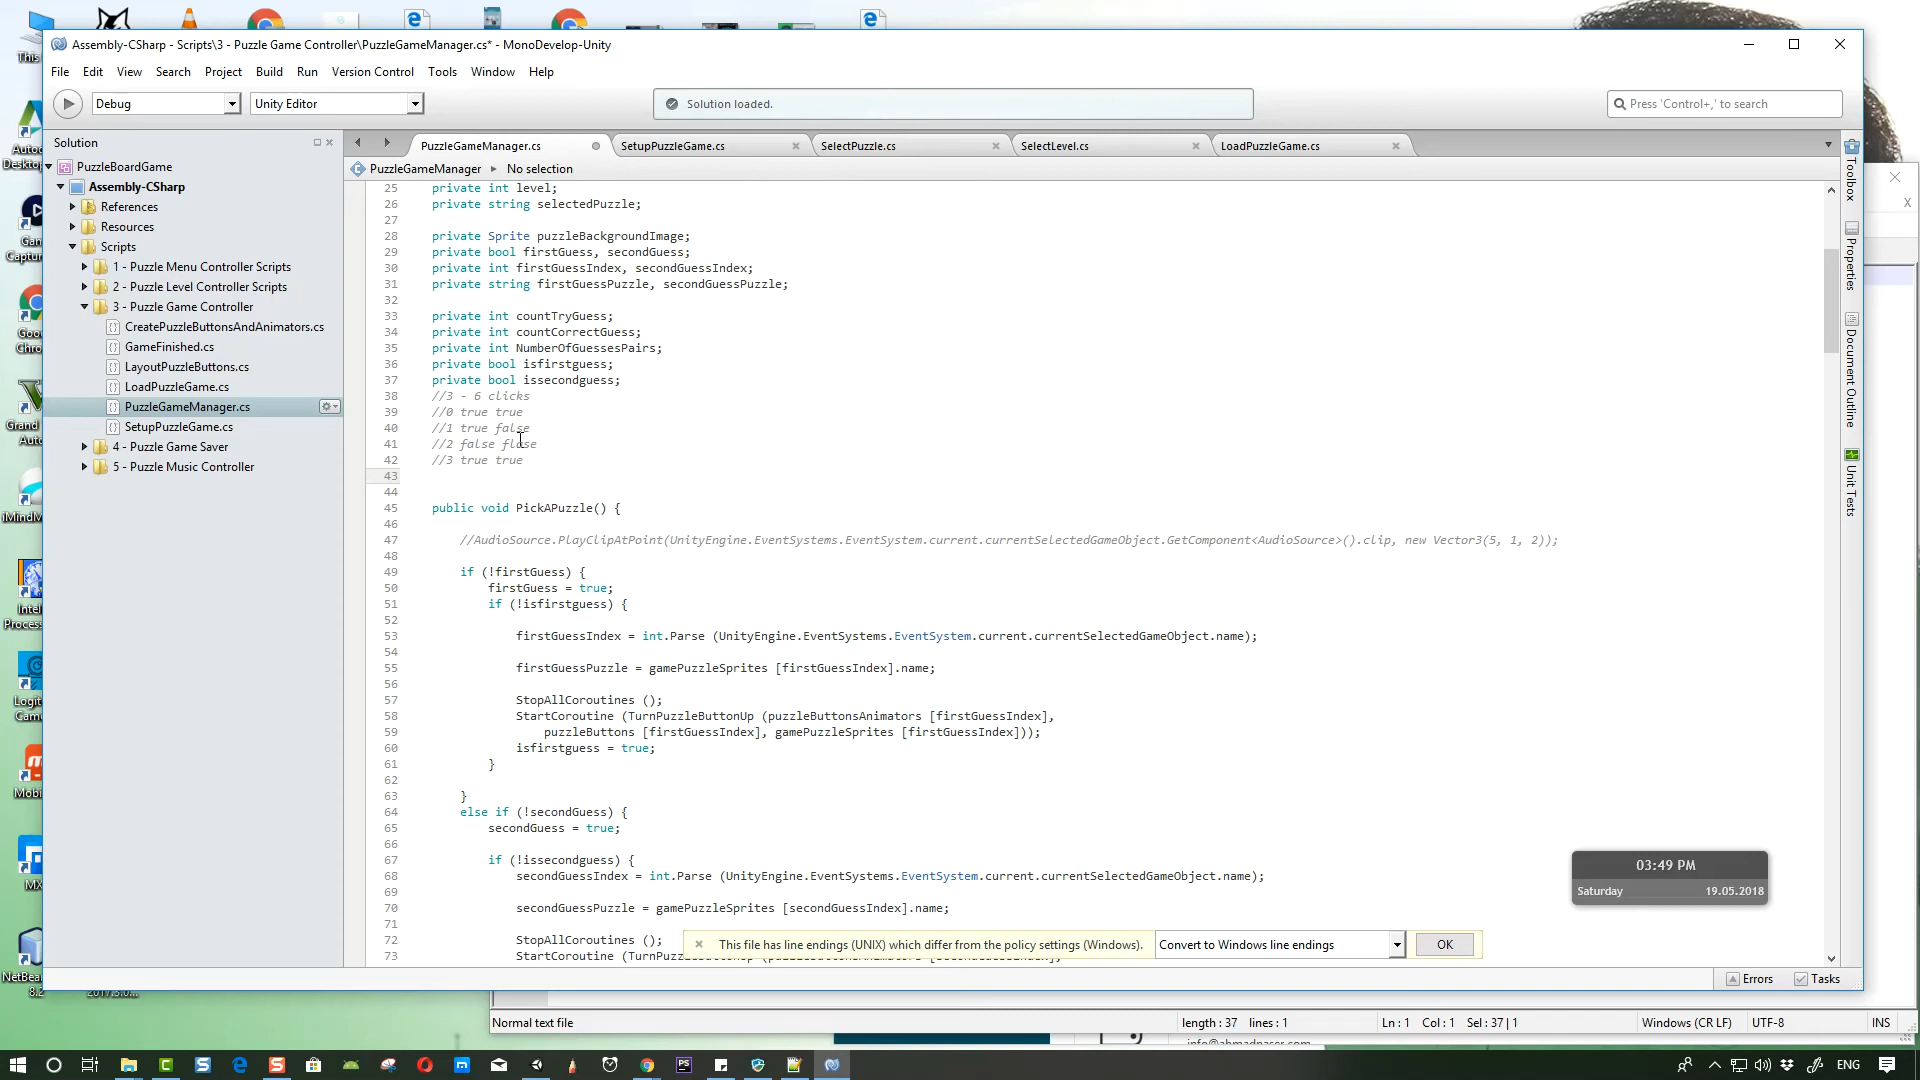 Assembly-CSharp - Scripts\3 - Puzzle Game Controller\PuzzleGameManager.cs* - MonoDevelop-Unity
File Edit View Search Project Build Run Version Control Tools Window Help
Debug
Unity Editor
Solution loaded.
Press 'Control+,' to search
Solution
PuzzleBoardGame
Assembly-CSharp
References
Resources
Scripts
1 - Puzzle Menu Controller Scripts
2 - Puzzle Level Controller Scripts
3 - Puzzle Game Controller
CreatePuzzleButtonsAndAnimators.cs
GameFinished.cs
LayoutPuzzleButtons.cs
LoadPuzzleGame.cs
PuzzleGameManager.cs
SetupPuzzleGame.cs
4 - Puzzle Game Saver
5 - Puzzle Music Controller
PuzzleGameManager.cs SetupPuzzleGame.cs SelectPuzzle.cs SelectLevel.cs LoadPuzzleGame.cs
PuzzleGameManager No selection
25 private int level;
26 private string selectedPuzzle;
27
28 private Sprite puzzleBackgroundImage;
29 private bool firstGuess, secondGuess;
30 private int firstGuessIndex, secondGuessIndex;
31 private string firstGuessPuzzle, secondGuessPuzzle;
32
33 private int countTryGuess;
34 private int countCorrectGuess;
35 private int NumberOfGuessesPairs;
36 private bool isfirstguess;
37 private bool issecondguess;
38 //3 - 6 clicks
39 //0 true true
40 //1 true false
41 //2 false flase
42 //3 true true
43
44
45 public void PickAPuzzle() {
46
47 //AudioSource.PlayClipAtPoint(UnityEngine.EventSystems.EventSystem.current.currentSelectedGameObject.GetComponent<AudioSource>().clip, new Vector3(5, 1, 2));
48
49 if (!firstGuess) {
50 firstGuess = true;
51 if (!isfirstguess) {
52
53 firstGuessIndex = int.Parse (UnityEngine.EventSystems.EventSystem.current.currentSelectedGameObject.name);
54
55 firstGuessPuzzle = gamePuzzleSprites [firstGuessIndex].name;
56
57 StopAllCoroutines ();
58 StartCoroutine (TurnPuzzleButtonUp (puzzleButtonsAnimators [firstGuessIndex],
59 puzzleButtons [firstGuessIndex], gamePuzzleSprites [firstGuessIndex]));
60 isfirstguess = true;
61 }
62
63 }
64 else if (!secondGuess) {
65 secondGuess = true;
66
67 if (!issecondguess) {
68 secondGuessIndex = int.Parse (UnityEngine.EventSystems.EventSystem.current.currentSelectedGameObject.name);
69
70 secondGuessPuzzle = gamePuzzleSprites [secondGuessIndex].name;
71
72 StopAllCoroutines ();
73 StartCoroutine
This file has line endings (UNIX) which differ from the policy settings (Windows).
Convert to Windows line endings
OK
Toolbox
Properties
Document Outline
Unit Tests
03:49 PM
Saturday 19.05.2018
Errors Tasks
Normal text file length : 37 lines : 1 Ln : 1 Col : 1 Sel : 37 | 1 Windows (CR LF) UTF-8 INS
ENG